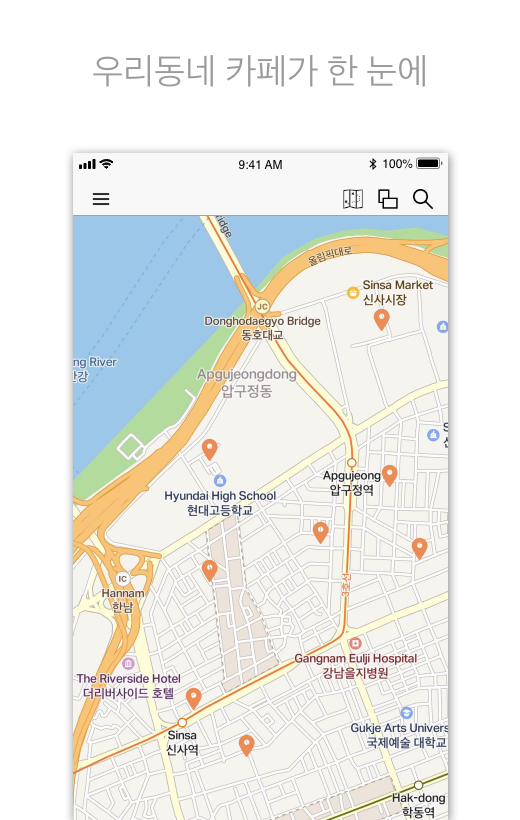 우리동네 카페가 한 눈에
9:41 AM
100%
올림픽대로
JC
Sinsa Market
신사시장
Donghodaegyo Bridge
동호대교
ng River
Apgujeongdong
압구정동
Apgujeong
압구정역
Hyundai High School
현대고등학교
IC
Hannam
한남
3호선
Gangnam Eulji Hospital
강남을지병원
The Riverside Hotel
더리버사이드 호텔
Sinsa
신사역
Gukje Arts Univers
국제예술 대학교
Hak-dong
학동역